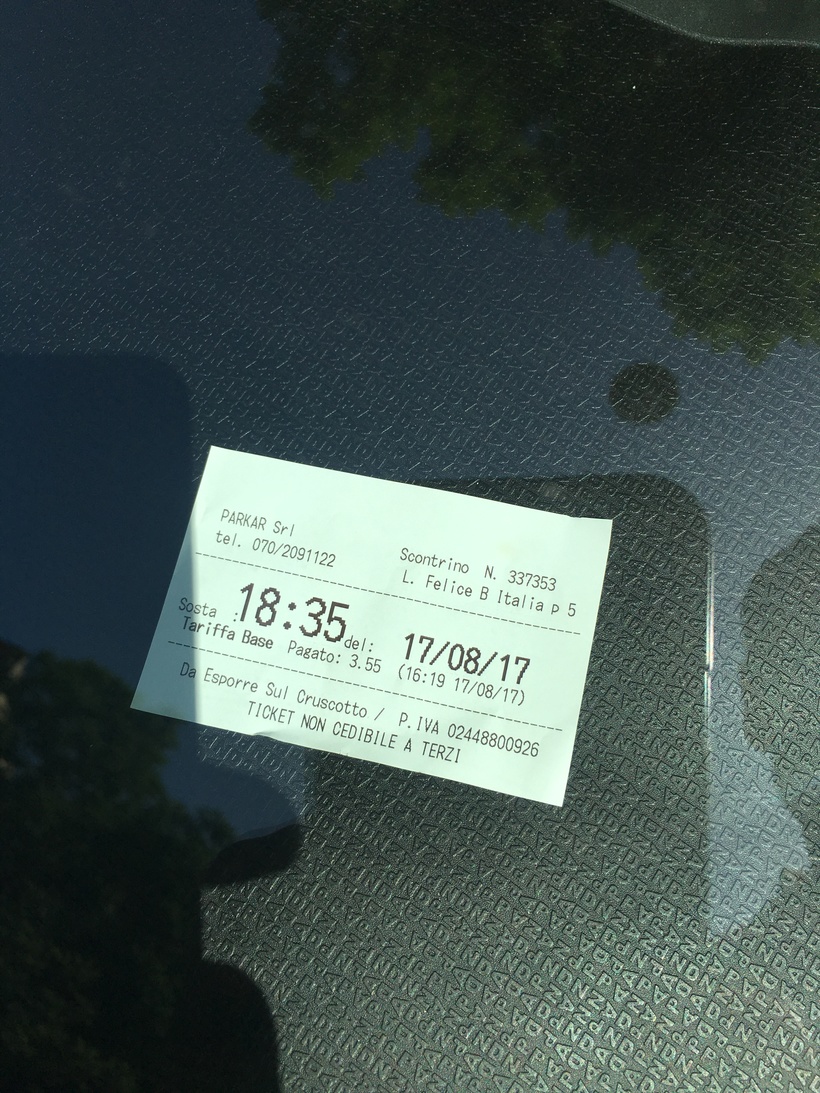 PARKAR Srl
tel. 070/2091122
Scontrino N. 337353
L. Felice B Italia p 5
Sosta :18:35 del: 17/08/17
Tariffa Base Pagato: 3.55 (16:19 17/08/17)
Da Esporre Sul Cruscotto / P.IVA 02448800926
TICKET NON CEDIBILE A TERZI